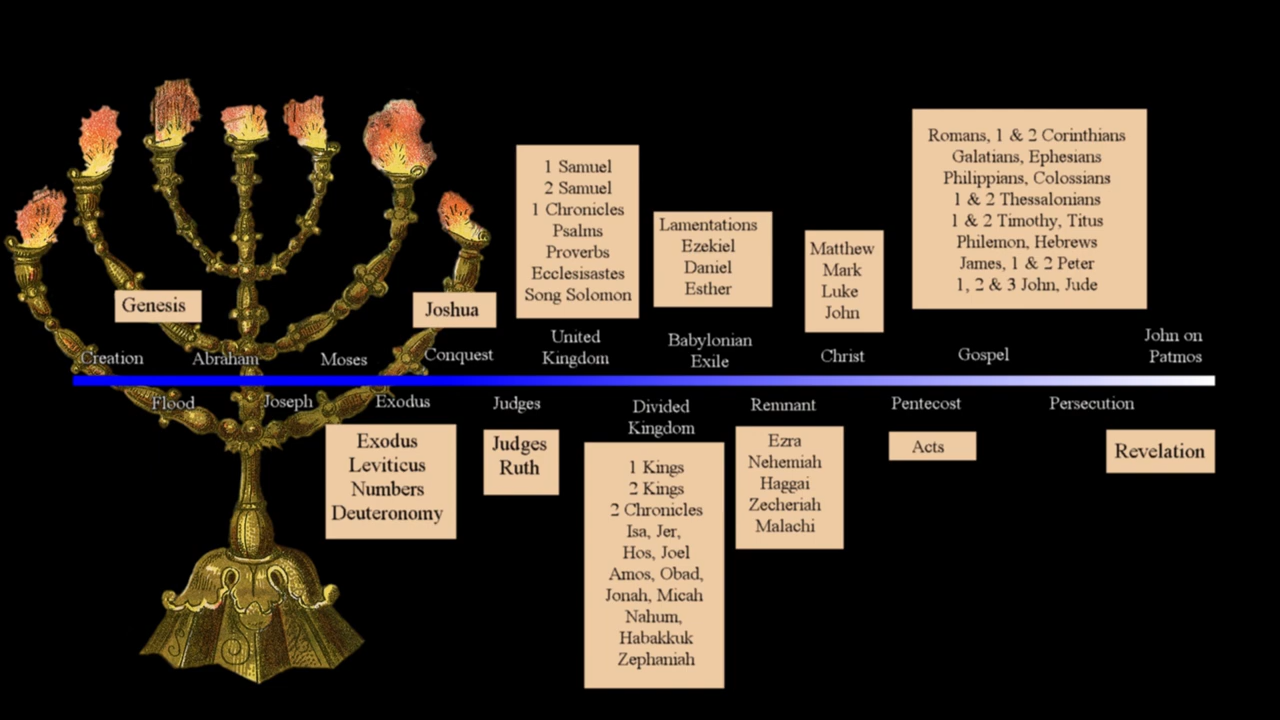 Genesis
Joshua
1 Samuel
2 Samuel
1 Chronicles
Psalms
Proverbs
Ecclesisastes
Song Solomon
Lamentations
Ezekiel
Daniel
Esther
Matthew
Mark
Luke
John
Romans, 1 & 2 Corinthians
Galatians, Ephesians
Philippians, Colossians
1 & 2 Thessalonians
1 & 2 Timothy, Titus
Philemon, Hebrews
James, 1 & 2 Peter
1, 2 & 3 John, Jude
Creation
Abraham
Moses
Conquest
United
Kingdom
Babylonian
Exile
Christ
Gospel
John on
Patmos
Flood
Joseph
Exodus
Judges
Divided
Kingdom
Remnant
Pentecost
Persecution
Exodus
Leviticus
Numbers
Deuteronomy
Judges
Ruth
1 Kings
2 Kings
2 Chronicles
Isa, Jer,
Hos, Joel
Amos, Obad,
Jonah, Micah
Nahum,
Habakkuk
Zephaniah
Ezra
Nehemiah
Haggai
Zecheriah
Malachi
Acts
Revelation